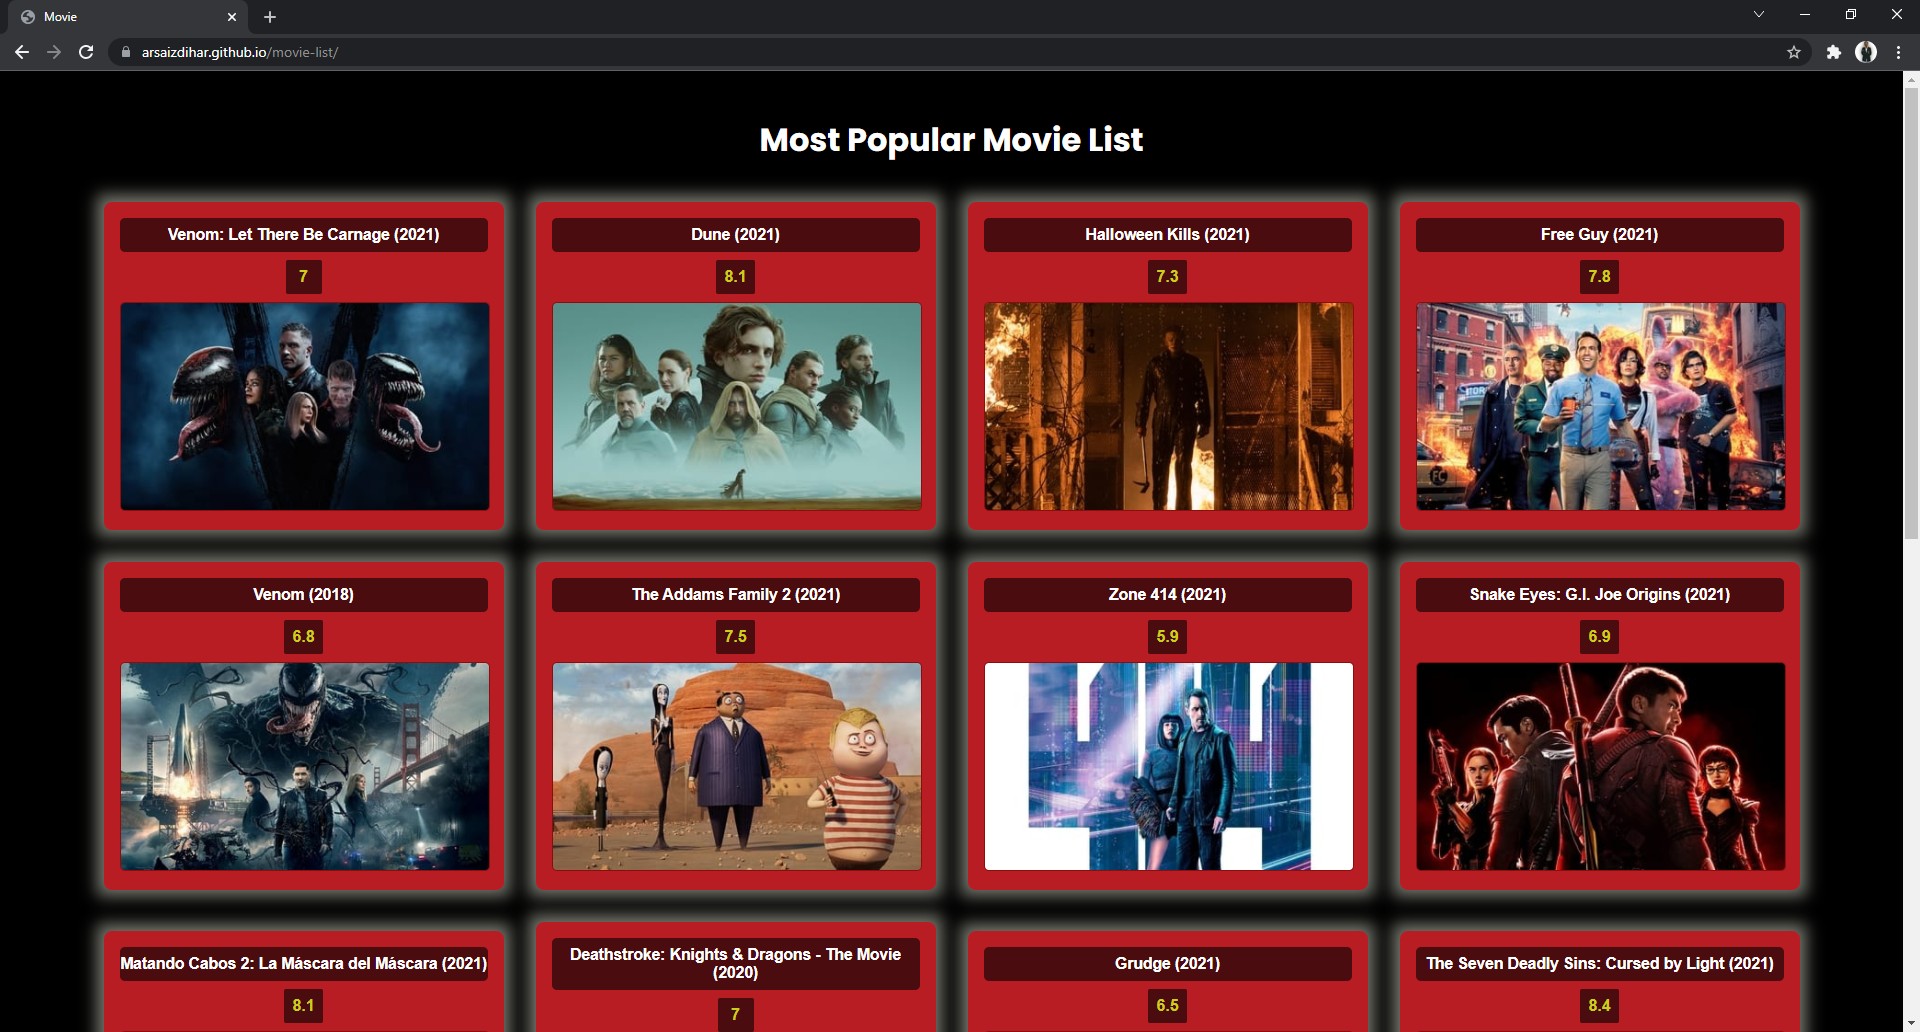 Movie
arsaizdihar.github.io/movie-list/
Most Popular Movie List
Venom: Let There Be Carnage (2021)
7
Dune (2021)
8.1
Halloween Kills (2021)
7.3
Free Guy (2021)
7.8
FC
Venom (2018)
6.8
The Addams Family 2 (2021)
7.5
Zone 414 (2021)
5.9
Snake Eyes: G.I. Joe Origins (2021)
6.9
Matando Cabos 2: La Máscara del Máscara (2021)
8.1
Deathstroke: Knights & Dragons - The Movie
(2020)
7
Grudge (2021)
6.5
The Seven Deadly Sins: Cursed by Light (2021)
8.4